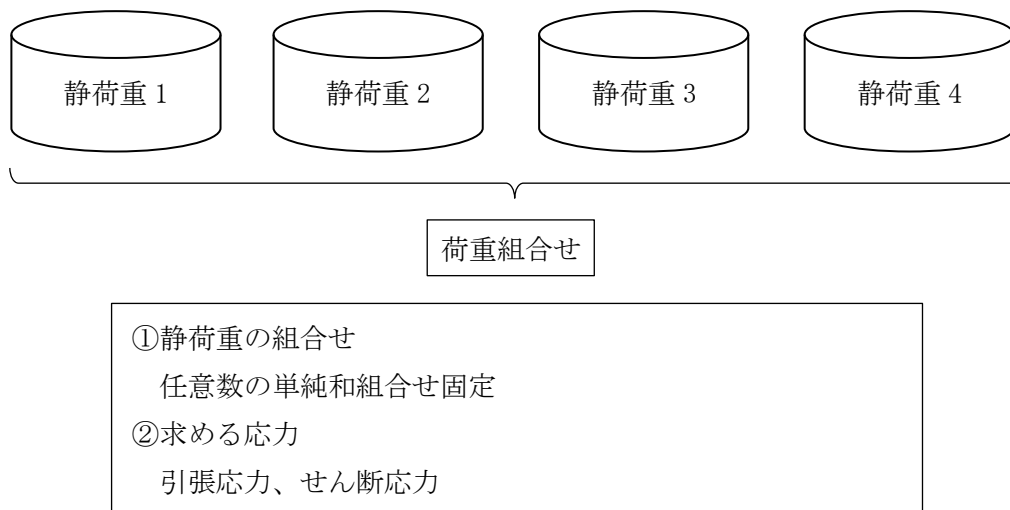 静荷重1
静荷重2
静荷重3
静荷重4
荷重組合せ
①静荷重の組合せ
任意数の単純和組合せ固定
②求める応力
引張応力、せん断応力